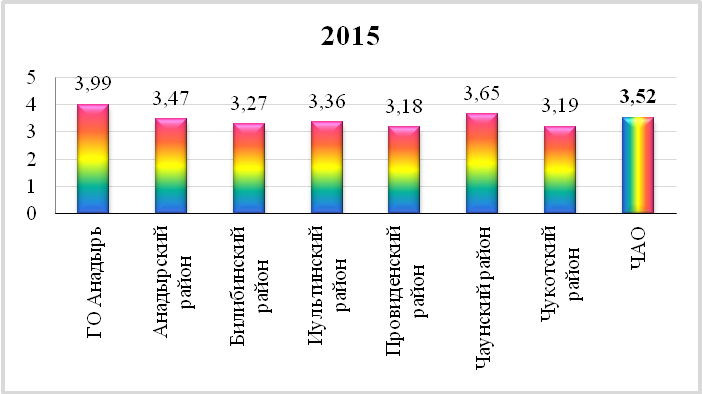 2015
5
4
3
2
1
0
3,99
3,47
3,27
3,36
3,18
3,65
3,19
3,52
ГО Анадырь
Анадырский
район
Билибинский
район
Иультинский
район
Провиденский
район
Чаунский район
Чукотский
район
ЧАО